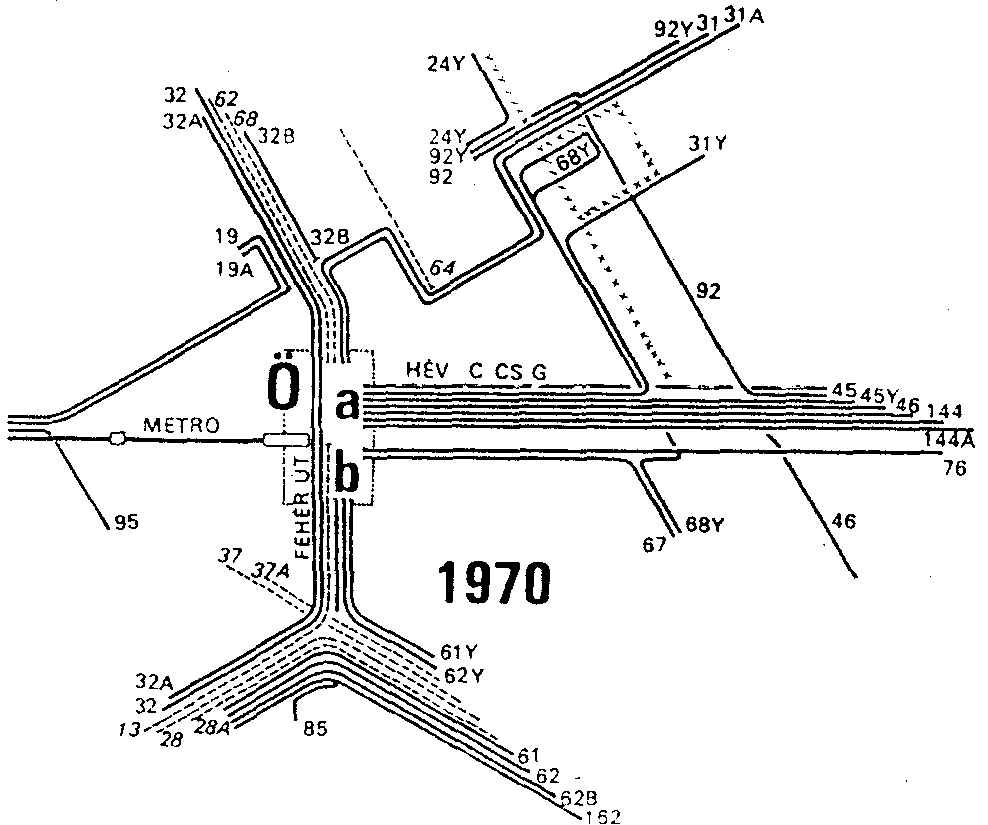 92Y 31 31A
24Y
32 62
32A 68 32B
24Y
92Y
92
68Y
31Y
19 32B
19A
64
92
Ö
HÉV C CS G
a
45 45Y 46 144
METRO
144A
b
76
FEHÉR ÚT
95
68Y
67
46
37 37A
1970
61Y
62Y
32A
32
13 28 28A
85
61
62
62B
162